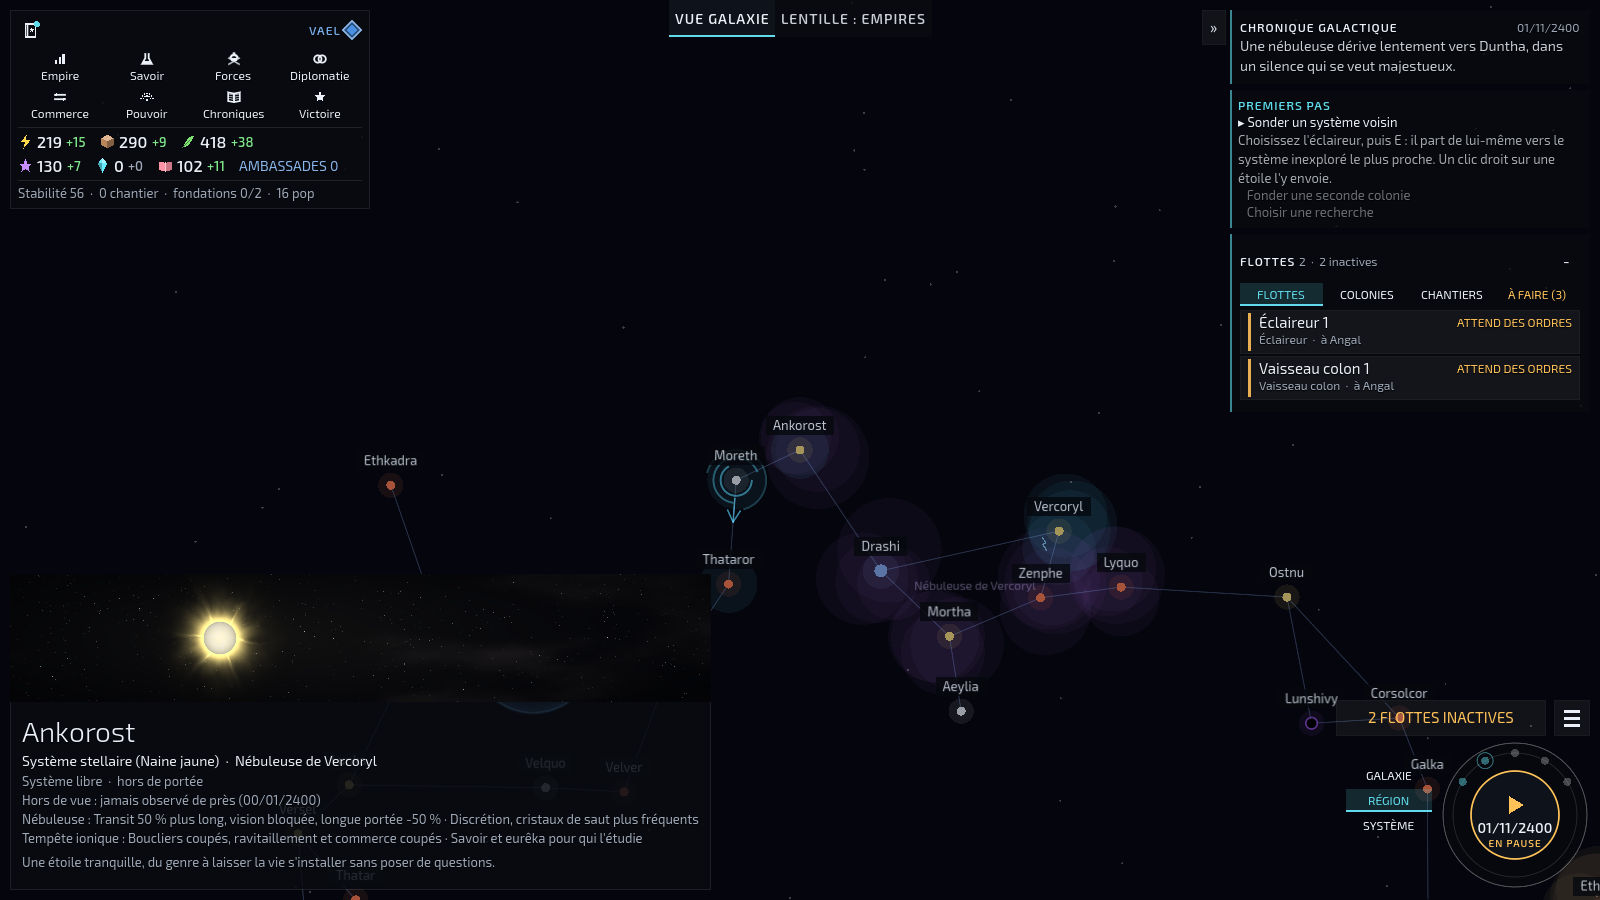 VAEL
Empire
Savoir
Forces
Diplomatie
Commerce
Pouvoir
Chroniques
Victoire
219 +15
290 +9
418 +38
130 +7
0 +0
102 +11
AMBASSADES 0
Stabilité 56 · 0 chantier · fondations 0/2 · 16 pop
VUE GALAXIE
LENTILLE : EMPIRES
»
CHRONIQUE GALACTIQUE
01/11/2400
Une nébuleuse dérive lentement vers Duntha, dans
un silence qui se veut majestueux.
PREMIERS PAS
▸ Sonder un système voisin
Choisissez l'éclaireur, puis E : il part de lui-même vers le
système inexploré le plus proche. Un clic droit sur une
étoile l'y envoie.
Fonder une seconde colonie
Choisir une recherche
FLOTTES 2 · 2 inactives
–
FLOTTES
COLONIES
CHANTIERS
À FAIRE (3)
Éclaireur 1
ATTEND DES ORDRES
Éclaireur · à Angal
Vaisseau colon 1
ATTEND DES ORDRES
Vaisseau colon · à Angal
Ankorost
Moreth
Ethkadra
Vercoryl
Drashi
Thataror
Lyquo
Zenphe
Ostnu
Nébuleuse de Vercoryl
Mortha
Aeylia
Corsolcor
Lunshivy
Galka
Velquo
Velver
Versel
Thatar
Eth
Ankorost
Système stellaire (Naine jaune) · Nébuleuse de Vercoryl
Système libre · hors de portée
Hors de vue : jamais observé de près (00/01/2400)
Nébuleuse : Transit 50 % plus long, vision bloquée, longue portée -50 % · Discrétion, cristaux de saut plus fréquents
Tempête ionique : Boucliers coupés, ravitaillement et commerce coupés · Savoir et eurêka pour qui l'étudie
Une étoile tranquille, du genre à laisser la vie s'installer sans poser de questions.
2 FLOTTES INACTIVES
GALAXIE
RÉGION
SYSTÈME
01/11/2400
EN PAUSE